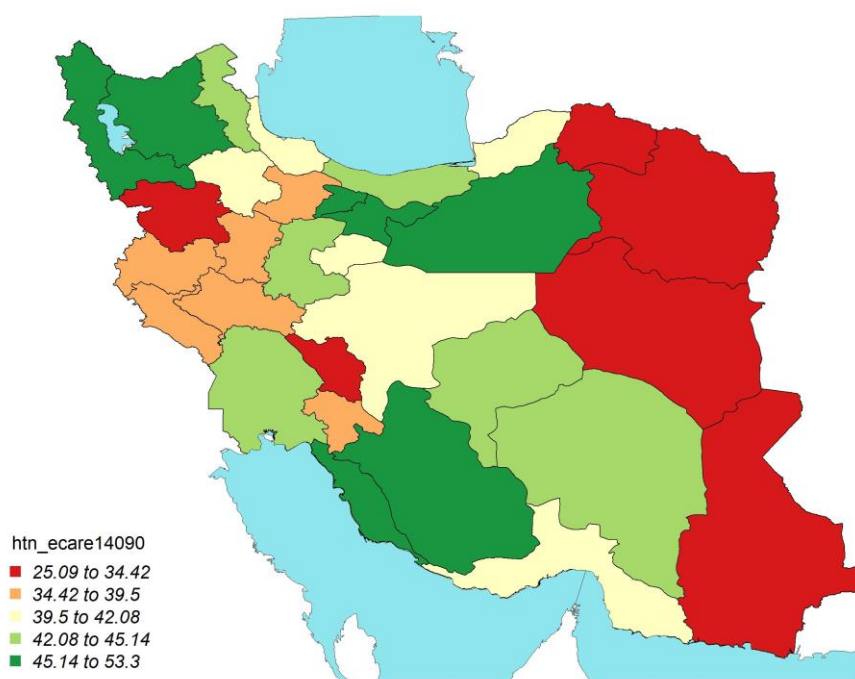 htn_ecare14090
25.09 to 34.42
34.42 to 39.5
39.5 to 42.08
42.08 to 45.14
45.14 to 53.3